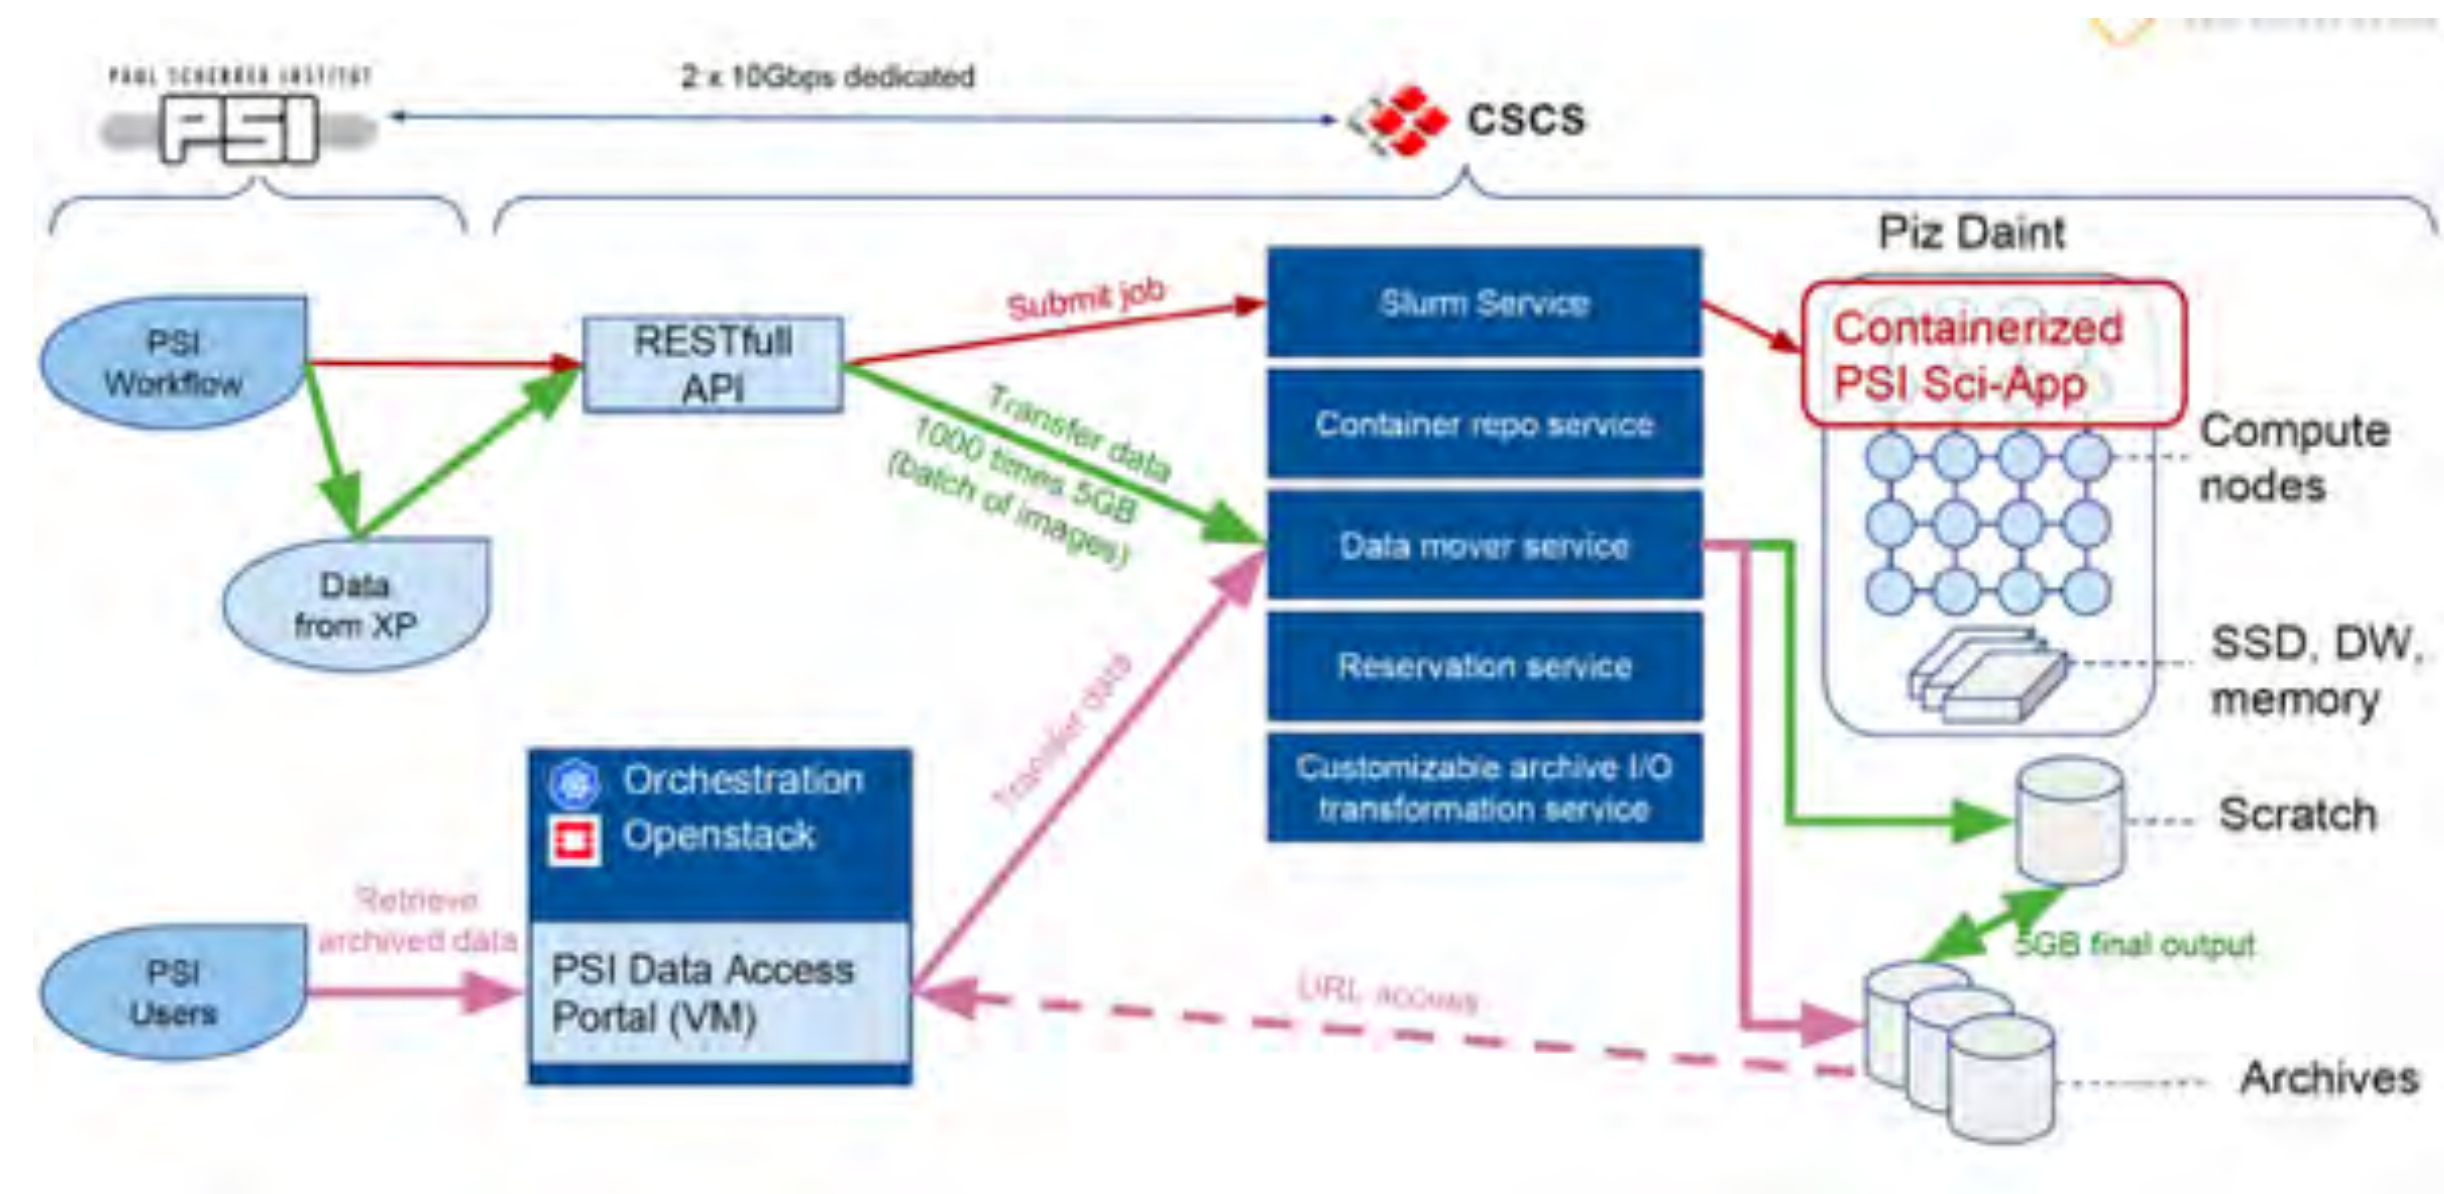 PAUL SCHERRER INSTITUT
PSI
2 x 10Gbps dedicated
CSCS
Piz Daint
PSI
Workflow
RESTfull
API
Submit job
Slurm Service
Containerized
PSI Sci-App
Container repo service
Compute
nodes
Transfer data
1000 times 5GB
(batch of images)
Data mover service
Data
from XP
Reservation service
SSD, DW,
memory
Transfer data
Customizable archive I/O
transformation service
Orchestration
Openstack
Scratch
Retrieve
archived data
PSI
Users
PSI Data Access
Portal (VM)
5GB final output
URL access
Archives